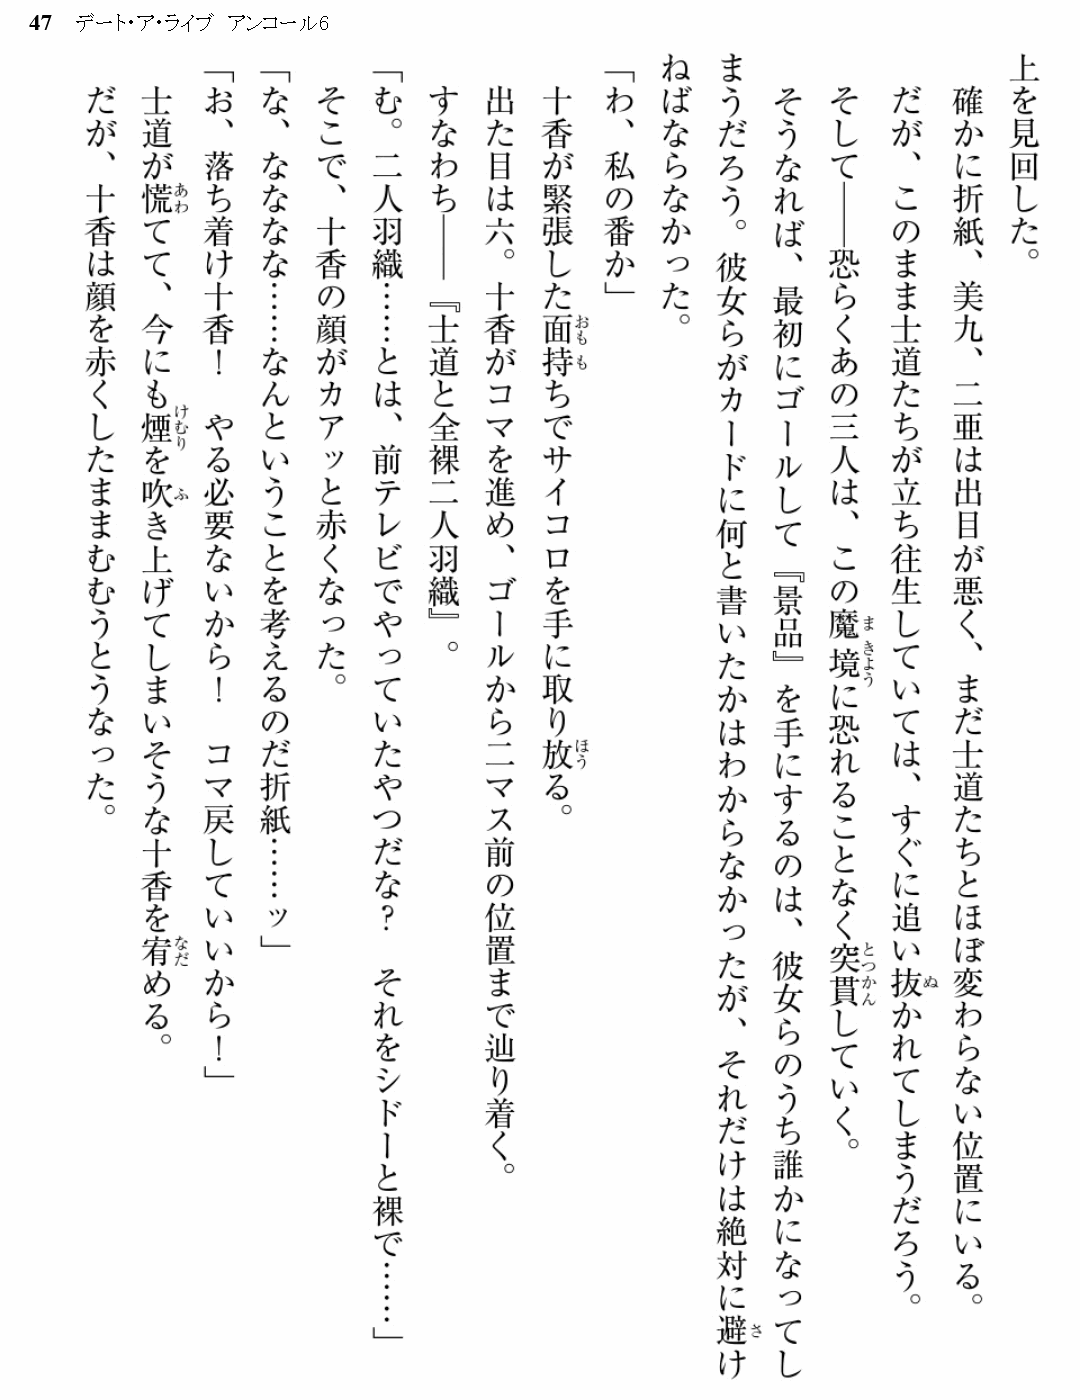 47 デート・ア・ライブ アンコール6
上を見回した。
確かに折紙、美九、二亜は出目が悪く、まだ士道たちとほぼ変わらない位置にいる。
だが、このまま士道たちが立ち往生していては、すぐに追い抜かれてしまうだろう。
そして――恐らくあの三人は、この魔境に恐れることなく突貫していく。
そうなれば、最初にゴールして『景品』を手にするのは、彼女らのうち誰かになってし
まうだろう。彼女らがカードに何と書いたかはわからなかったが、それだけは絶対に避け
ねばならなかった。
「わ、私の番か」
十香が緊張した面持ちでサイコロを手に取り放る。
出た目は六。十香がコマを進め、ゴールから二マス前の位置まで辿り着く。
すなわち――『士道と全裸二人羽織』。
「む。二人羽織……とは、前テレビでやっていたやつだな？　それをシドーと裸で……」
そこで、十香の顔がカアッと赤くなった。
「な、ななななな……なんということを考えるのだ折紙……ッ」
「お、落ち着け十香！　やる必要ないから！　コマ戻していいから！」
士道が慌てて、今にも煙を吹き上げてしまいそうな十香を宥める。
だが、十香は顔を赤くしたままむむうとうなった。